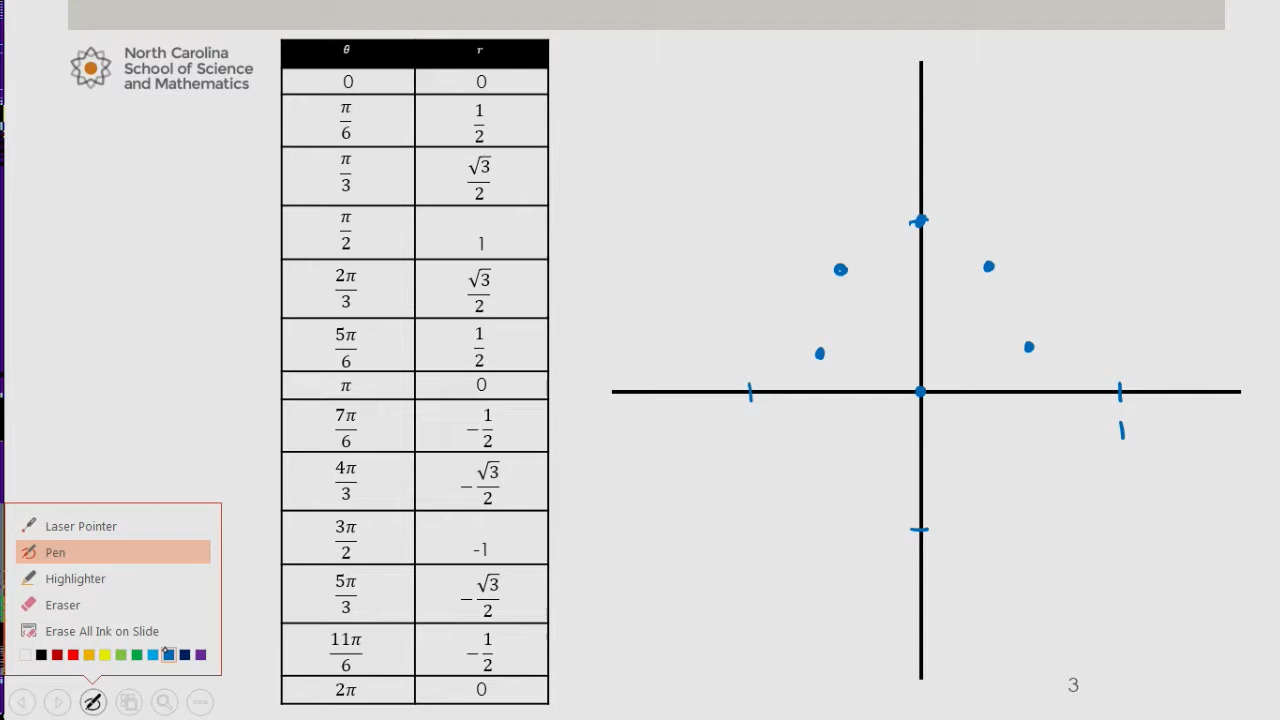 North Carolina
School of Science
and Mathematics
θ r
0 0
π/6 1/2
π/3 √3/2
π/2 1
2π/3 √3/2
5π/6 1/2
π 0
7π/6 −1/2
4π/3 −√3/2
3π/2 -1
5π/3 −√3/2
11π/6 −1/2
2π 0
1
Laser Pointer
Pen
Highlighter
Eraser
Erase All Ink on Slide
3